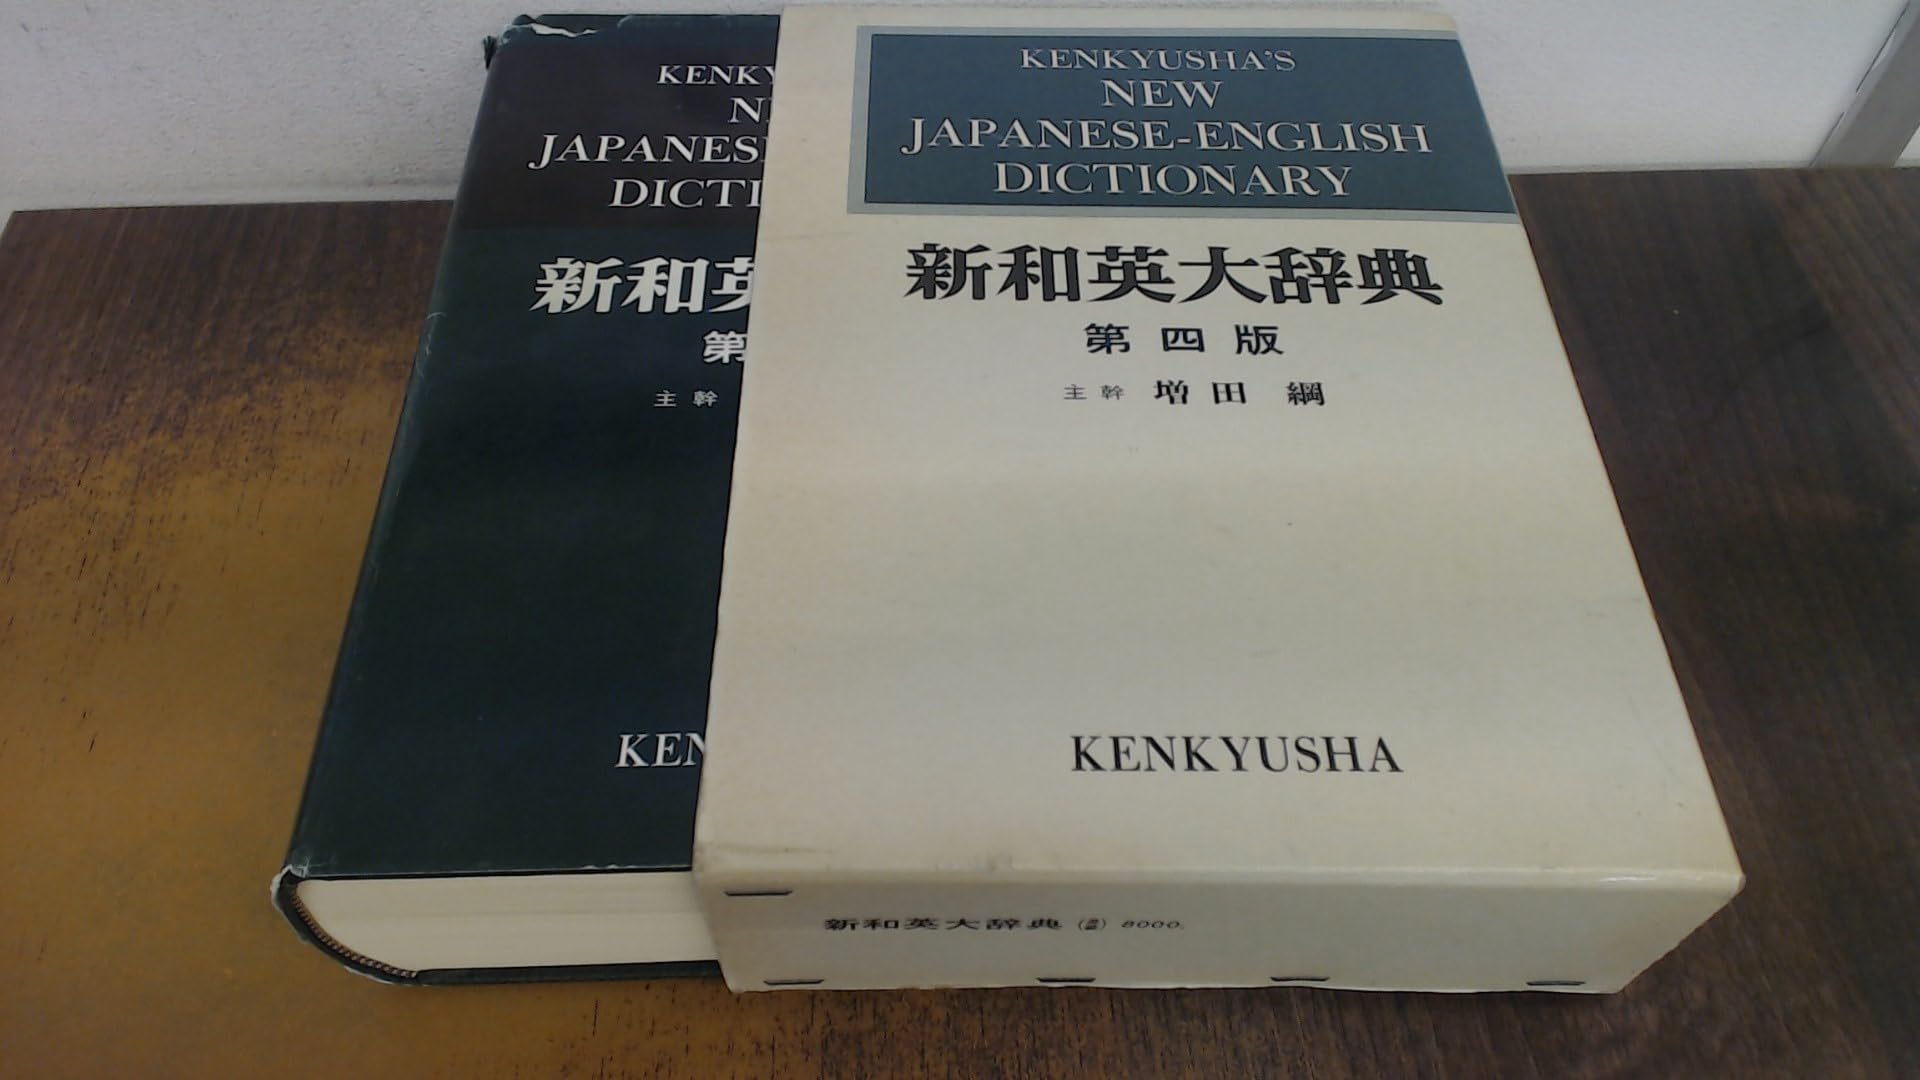 KENKY
N
JAPANES
DICTI
新和英
第
主幹
KEN
KENKYUSHA'S
NEW
JAPANESE-ENGLISH
DICTIONARY
新和英大辞典
第四版
主幹 増田 綱
KENKYUSHA
新和英大辞典 8000.